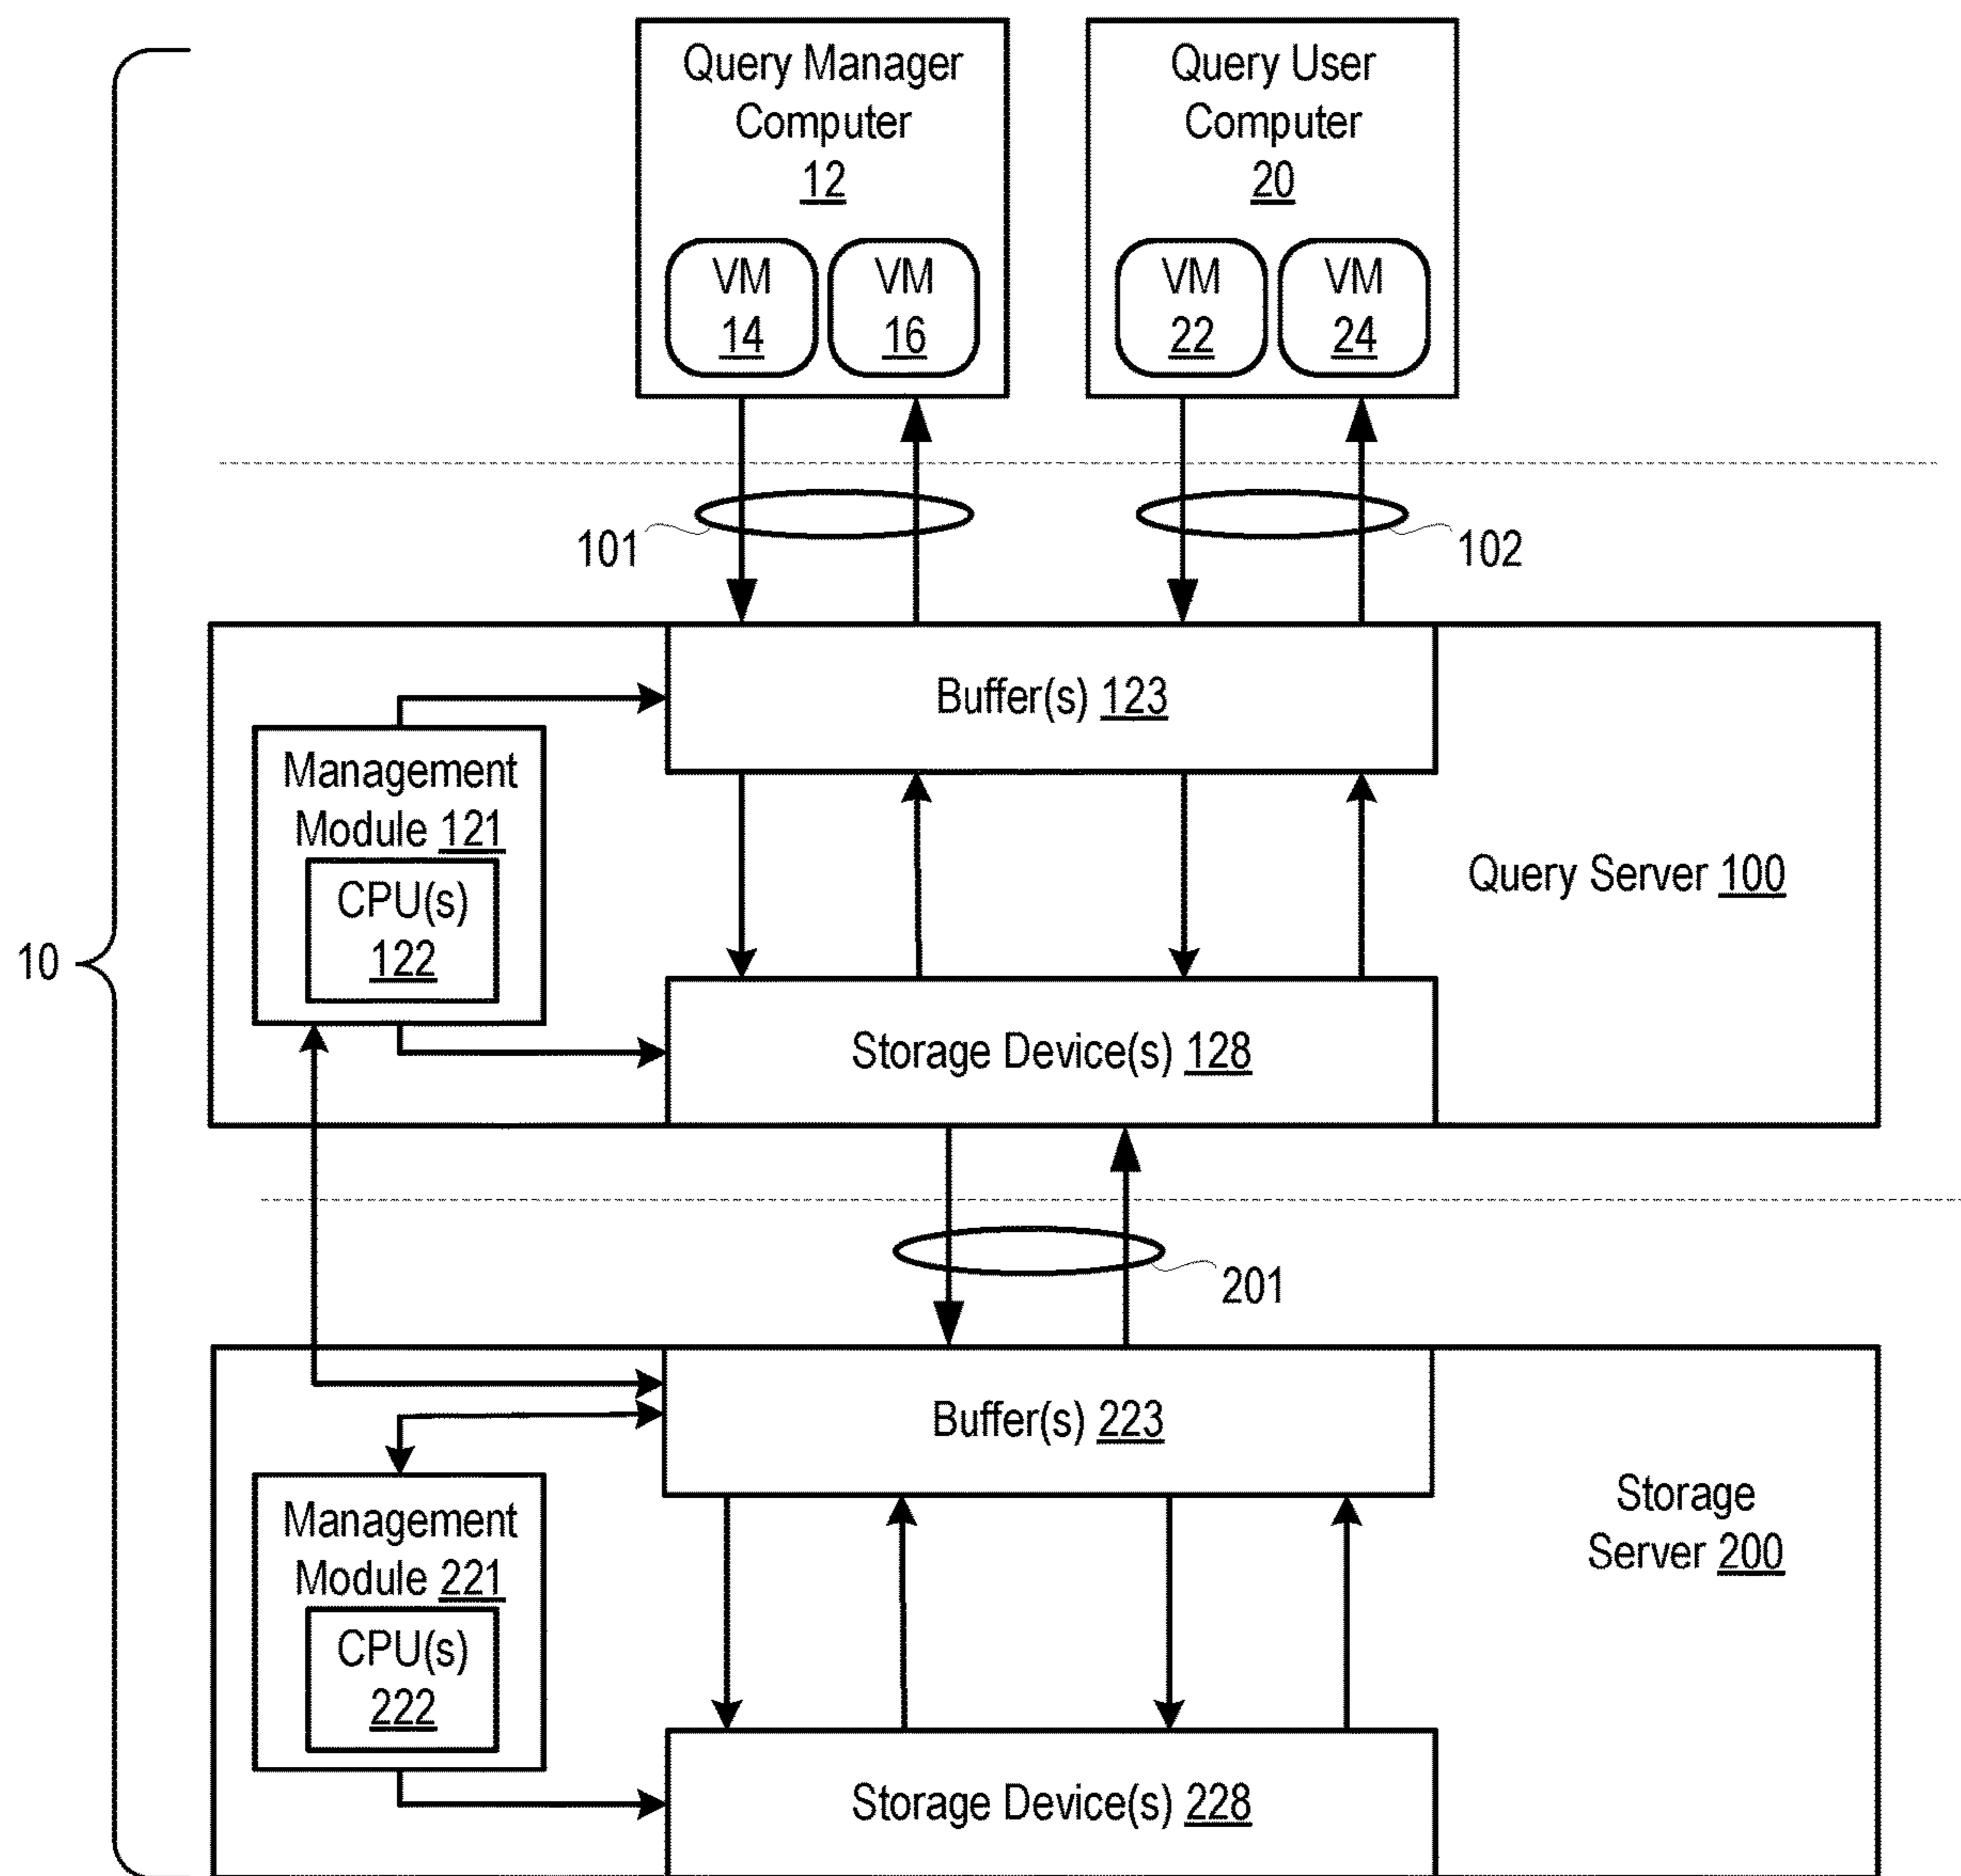 Query Manager
Computer
12
VM
14
VM
16
Query User
Computer
20
VM
22
VM
24
101
102
Buffer(s) 123
Management
Module 121
CPU(s)
122
Query Server 100
10
Storage Device(s) 128
201
Buffer(s) 223
Management
Module 221
CPU(s)
222
Storage
Server 200
Storage Device(s) 228